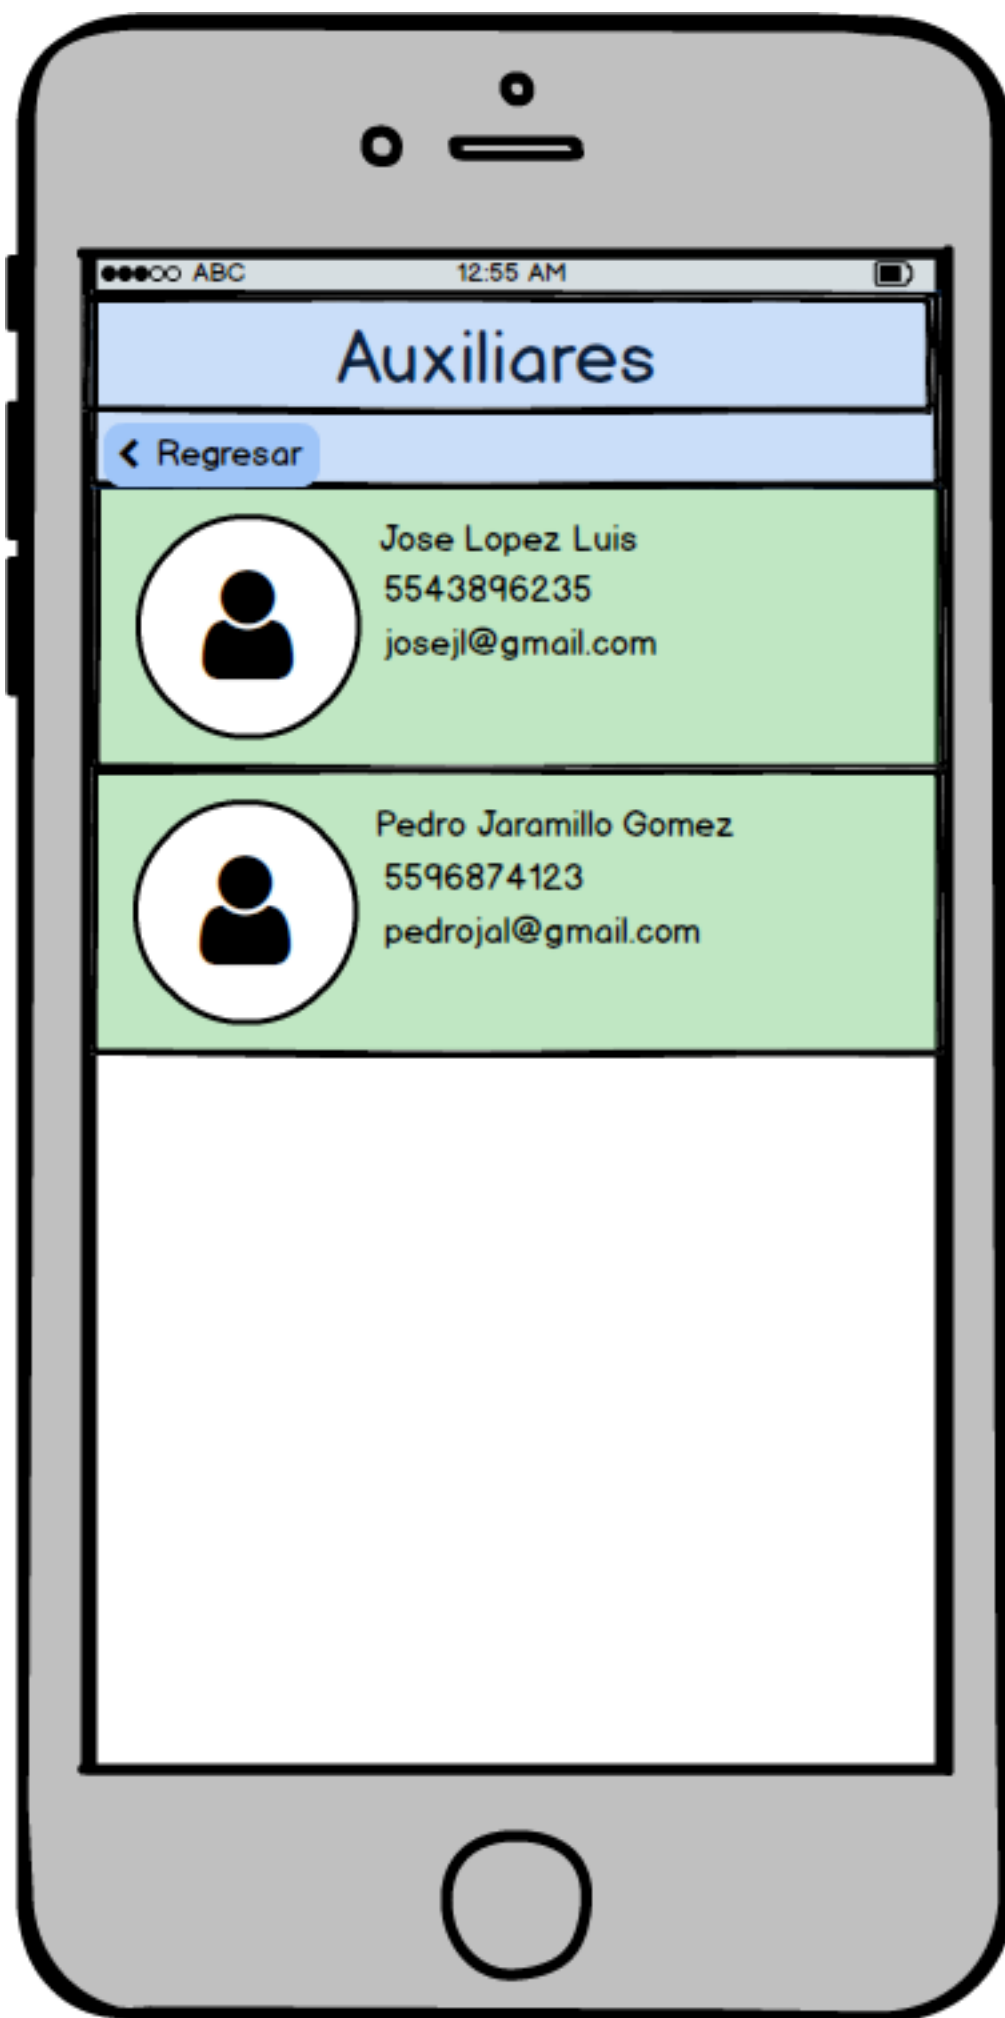 ABC 12:55 AM
Auxiliares
Regresar
Jose Lopez Luis
5543896235
josejl@gmail.com
Pedro Jaramillo Gomez
5596874123
pedrojal@gmail.com